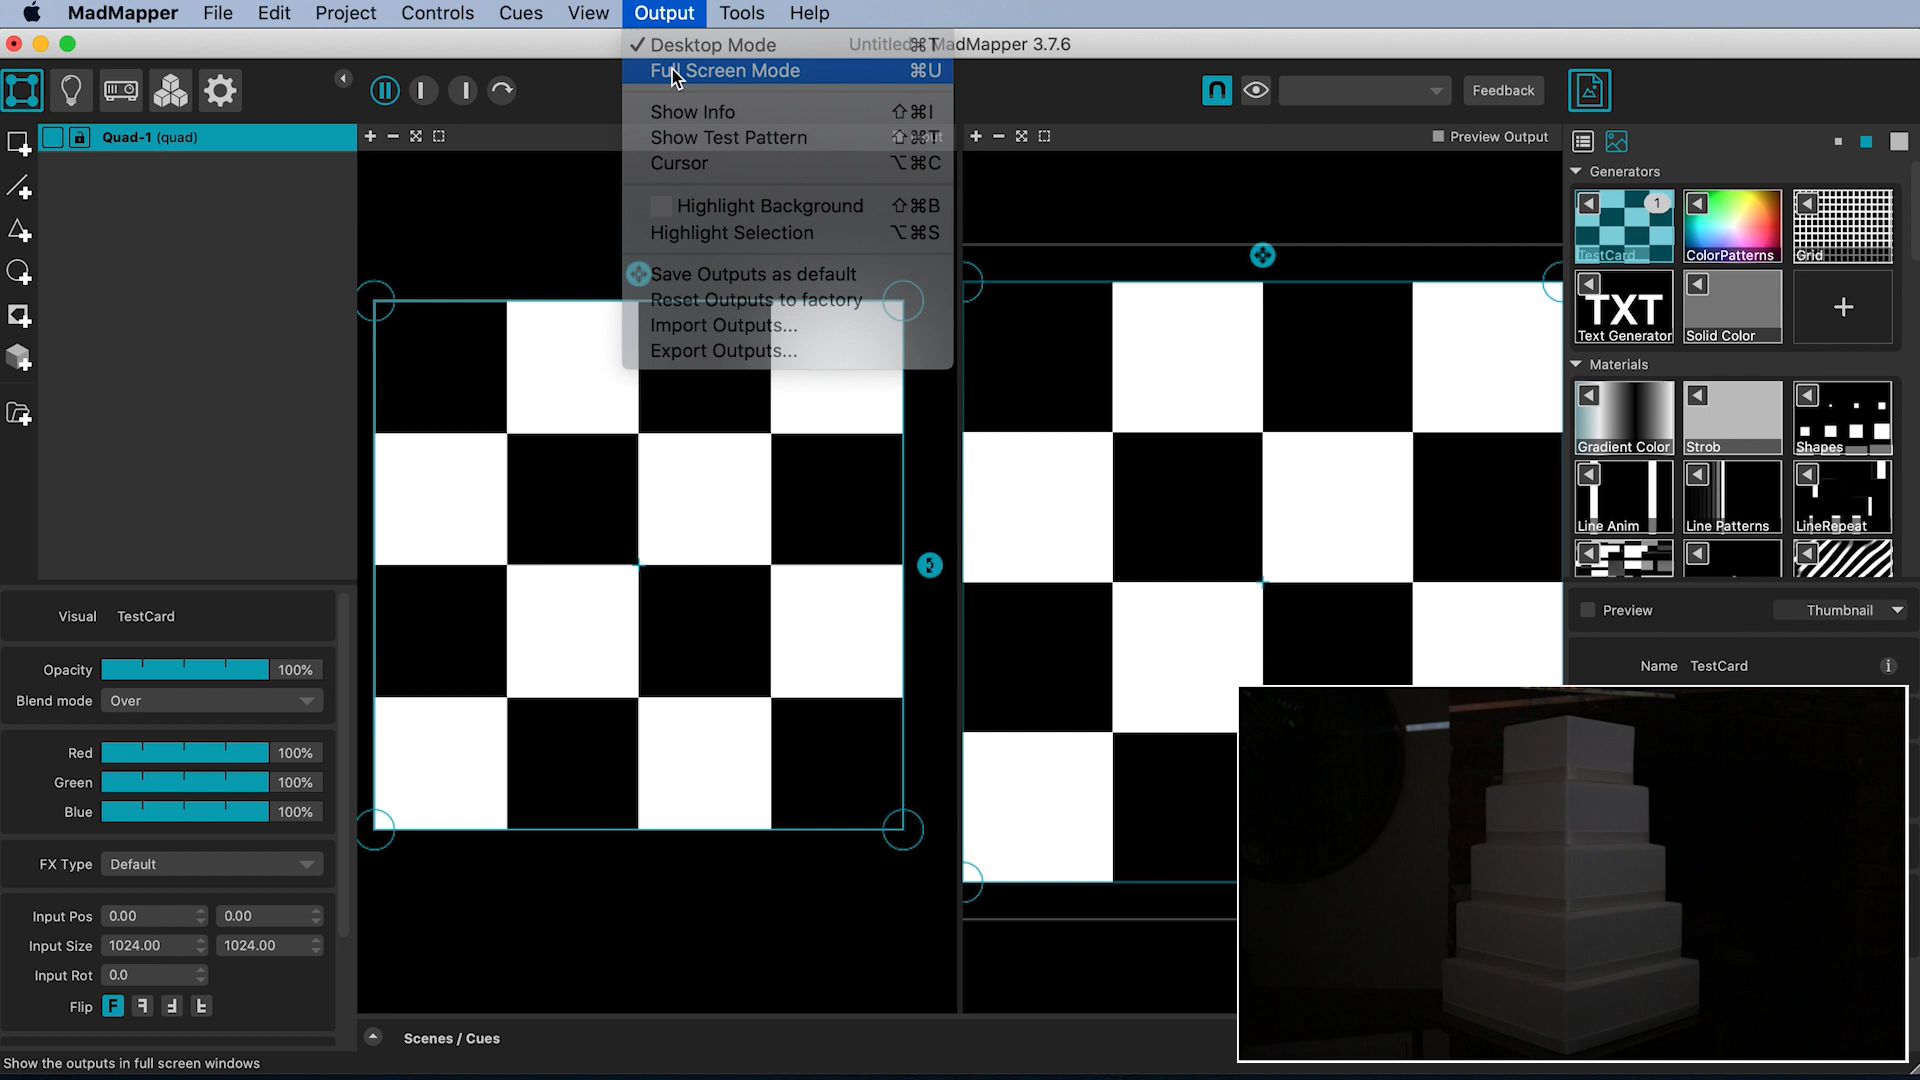 MadMapper File Edit Project Controls Cues View Output Tools Help
✓ Desktop Mode ⌘T
Untitled MadMapper 3.7.6
Full Screen Mode ⌘U
Feedback
Show Info ⇧⌘I
Show Test Pattern ⇧⌘T
Cursor ⌥⌘C
Highlight Background ⇧⌘B
Highlight Selection ⌥⌘S
Save Outputs as default
Reset Outputs to factory
Import Outputs...
Export Outputs...
Quad-1 (quad)
Preview Output
Generators
1
TestCard
ColorPatterns
Grid
TXT
Text Generator
Solid Color
Materials
Gradient Color
Strob
Shapes
Line Anim
Line Patterns
LineRepeat
Preview
Thumbnail
Name TestCard
Visual TestCard
Opacity 100%
Blend mode Over
Red 100%
Green 100%
Blue 100%
FX Type Default
Input Pos 0.00 0.00
Input Size 1024.00 1024.00
Input Rot 0.0
Flip F
Scenes / Cues
Show the outputs in full screen windows